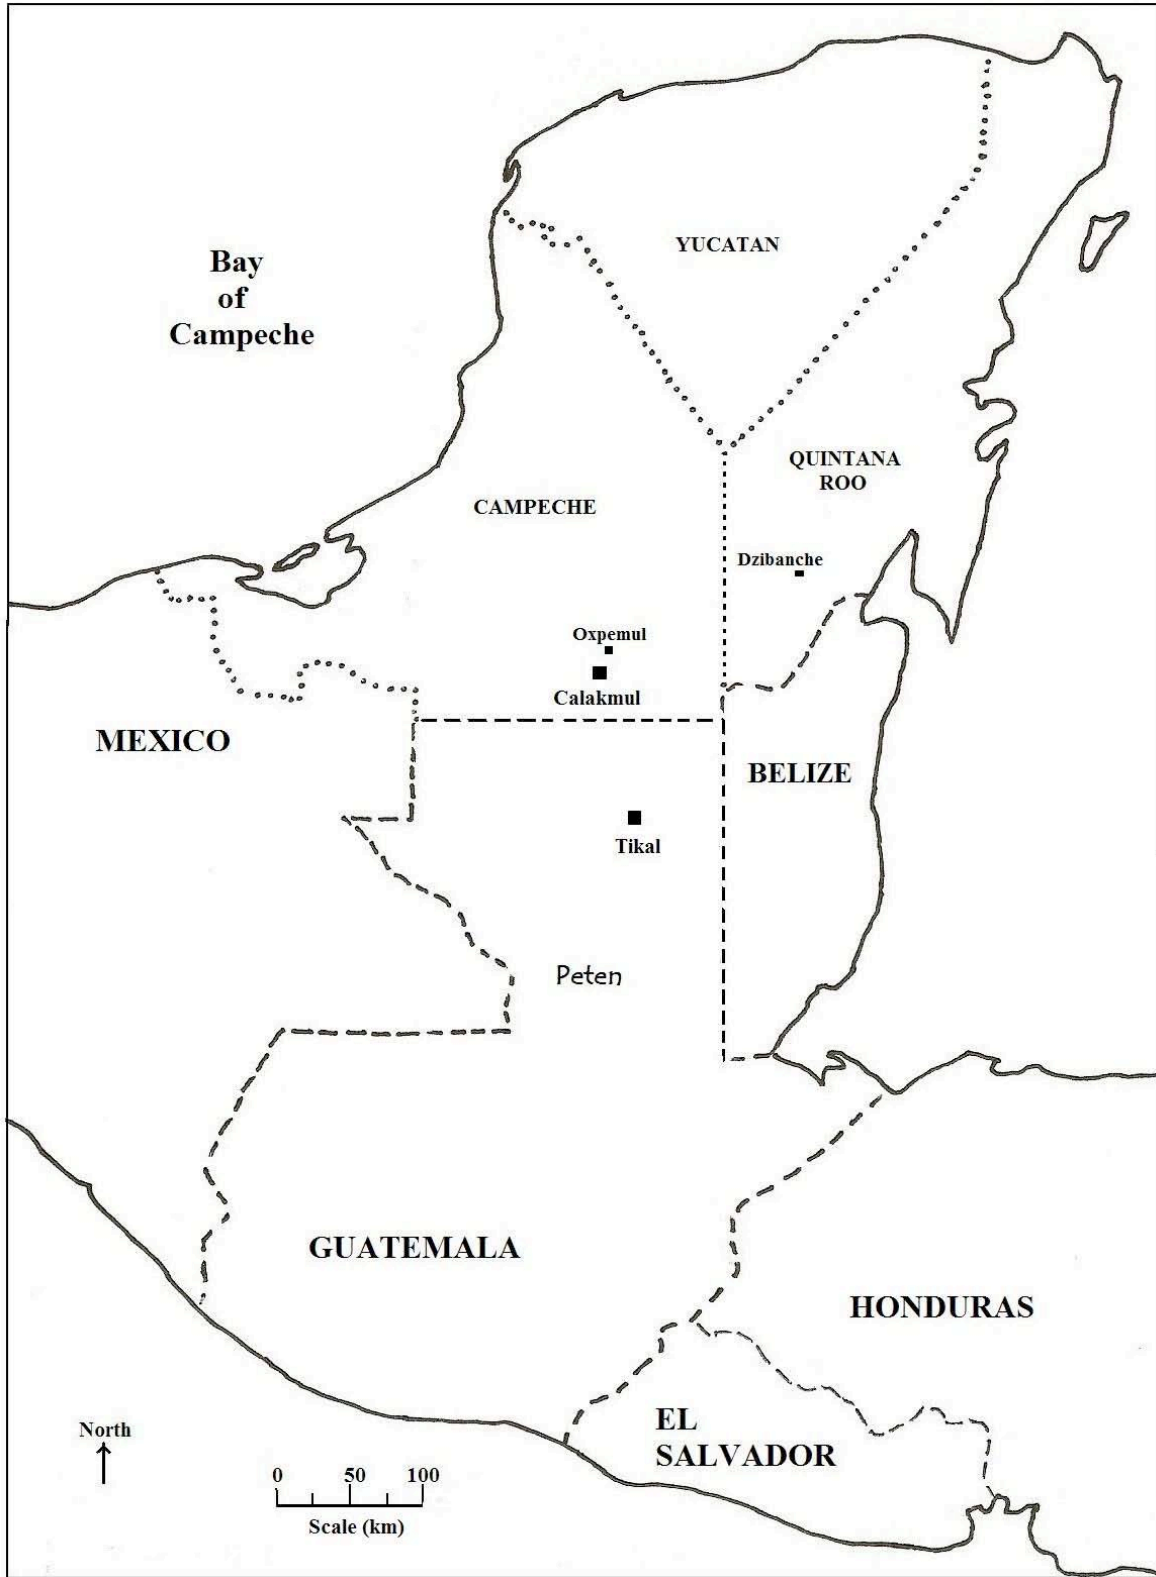 YUCATAN
Bay
of
Campeche
QUINTANA
ROO
CAMPECHE
Dzibanche
Oxpemul
Calakmul
MEXICO
BELIZE
Tikal
Peten
GUATEMALA
HONDURAS
EL
SALVADOR
North
0 50 100
Scale (km)